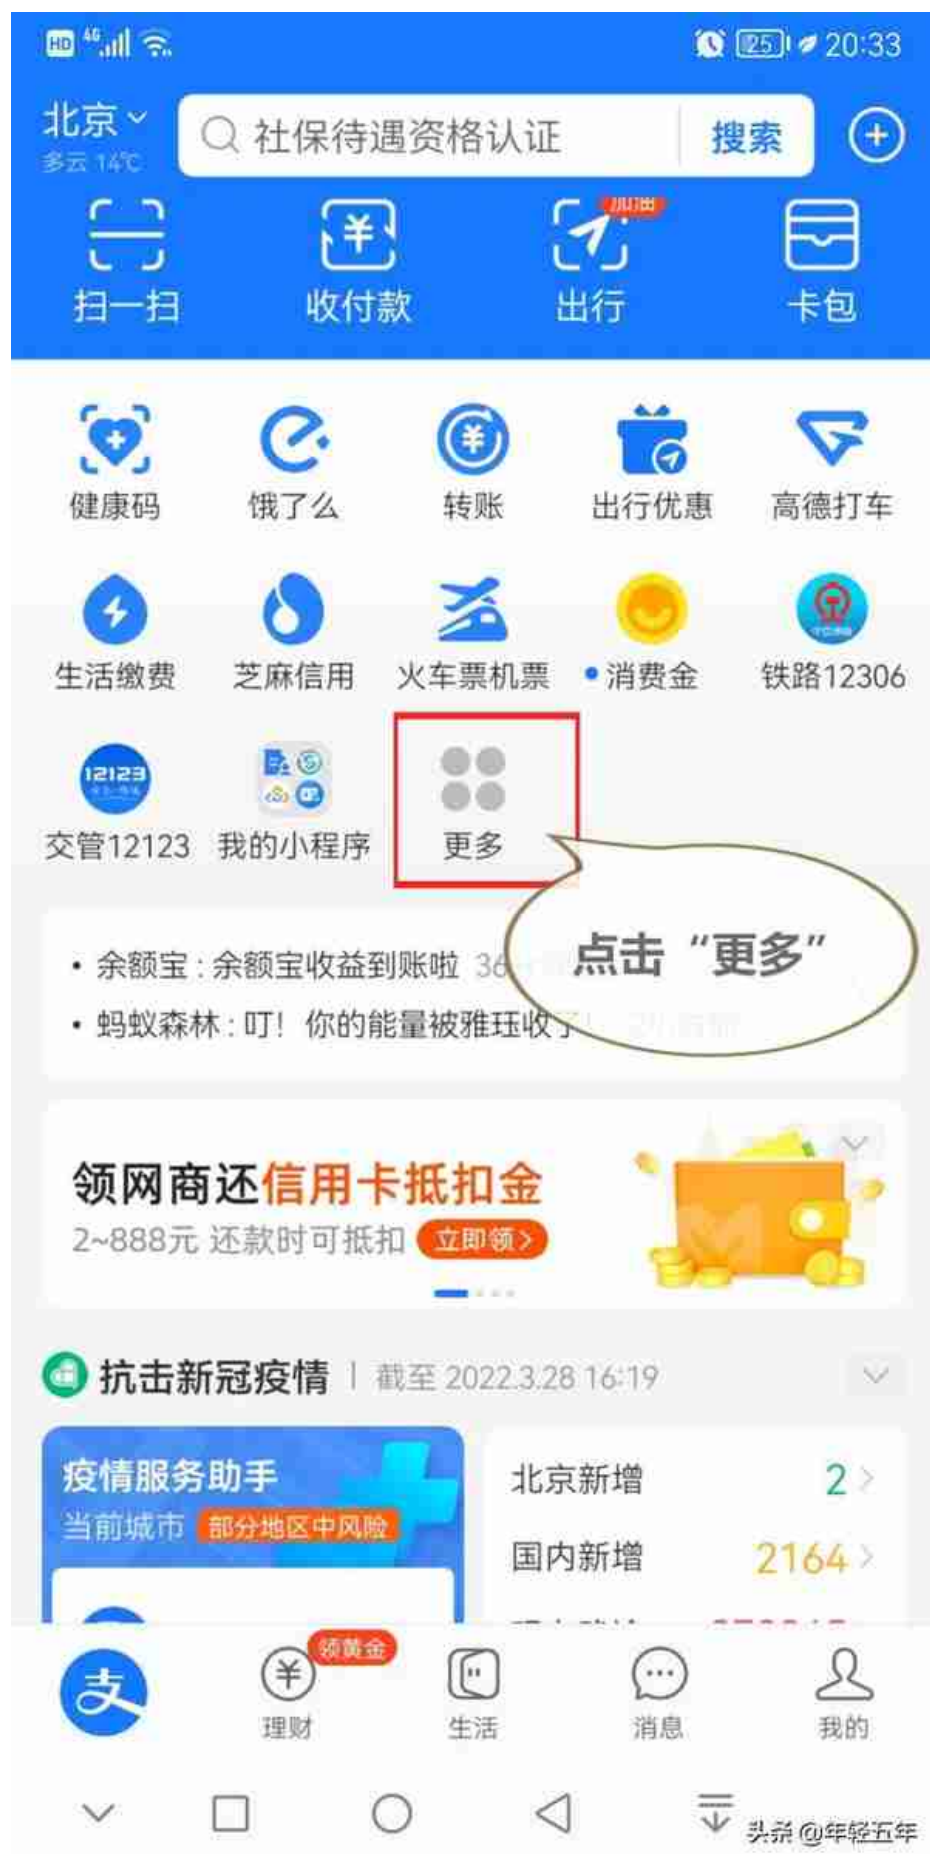 HD 4G 25 20:33
北京 社保待遇资格认证 搜索
多云 14℃
加油
扫一扫 收付款 出行 卡包
健康码 饿了么 转账 出行优惠 高德打车
生活缴费 芝麻信用 火车票机票 消费金 铁路12306
12123
交管12123 我的小程序 更多
点击“更多”
· 余额宝:余额宝收益到账啦 36
· 蚂蚁森林:叮！你的能量被雅珏收了！
领网商还信用卡抵扣金
2~888元 还款时可抵扣 立即领>
抗击新冠疫情 | 截至 2022.3.28 16:19
疫情服务助手
当前城市 部分地区中风险
北京新增 2
国内新增 2164
支 领黄金
理财 生活 消息 我的
头条 @年轻五年